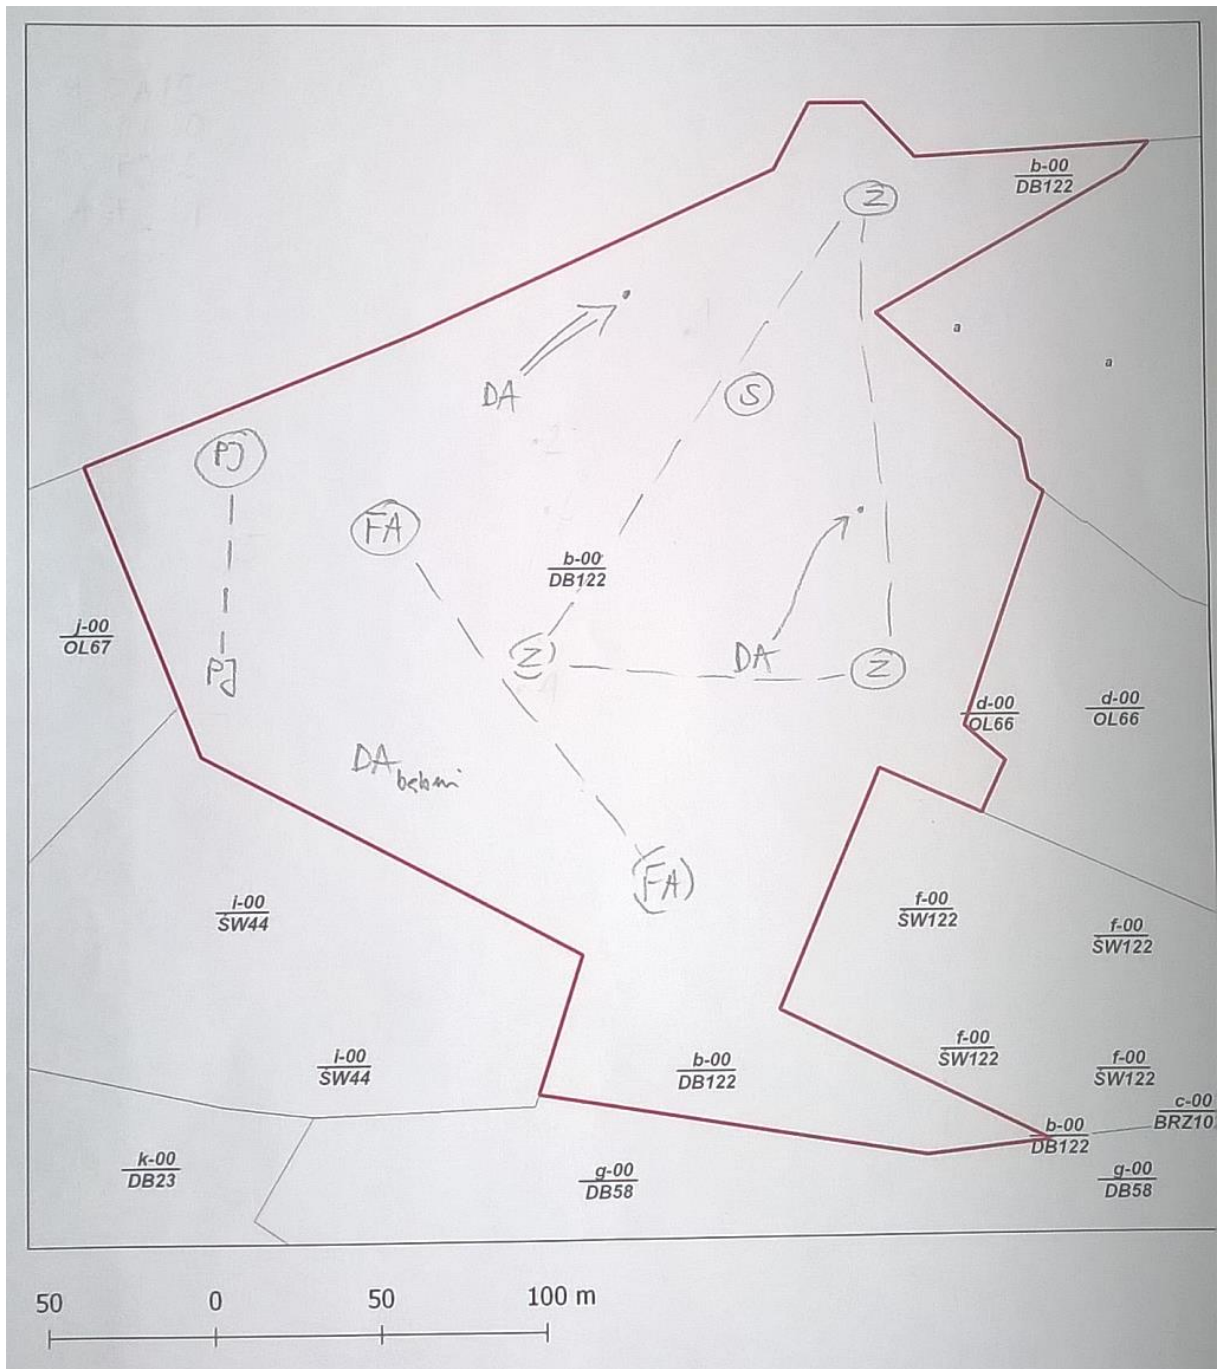 b-00
DB122
Z
DA
a
a
S
PJ
FA
b-00
DB122
j-00
OL67
PJ
Z
DA
Z
d-00
OL66
d-00
OL66
DA
FA
i-00
SW44
f-00
SW122
f-00
SW122
i-00
SW44
b-00
DB122
f-00
SW122
f-00
SW122
c-00
BRZ10
b-00
DB122
k-00
DB23
g-00
DB58
g-00
DB58
50 0 50 100 m